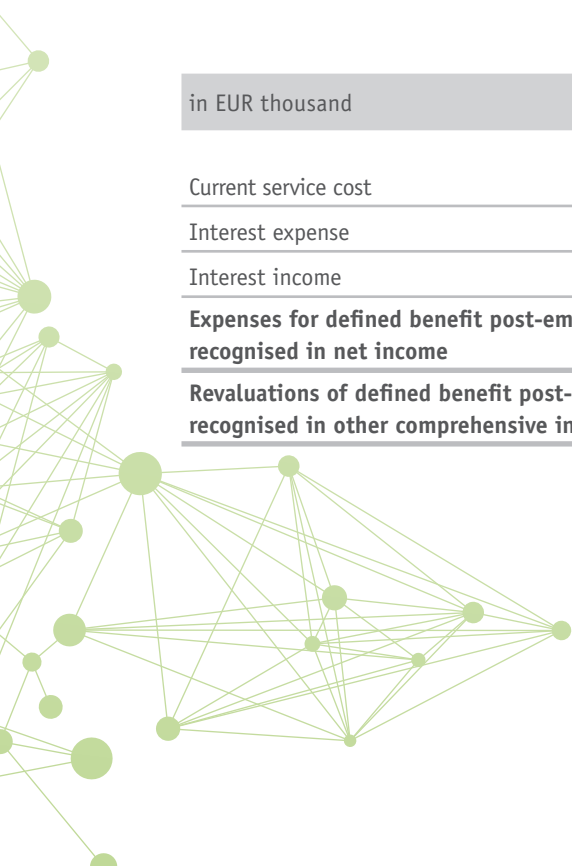 in EUR thousand
Current service cost
Interest expense
Interest income
Expenses for defined benefit post-em
recognised in net income
Revaluations of defined benefit post-
recognised in other comprehensive in